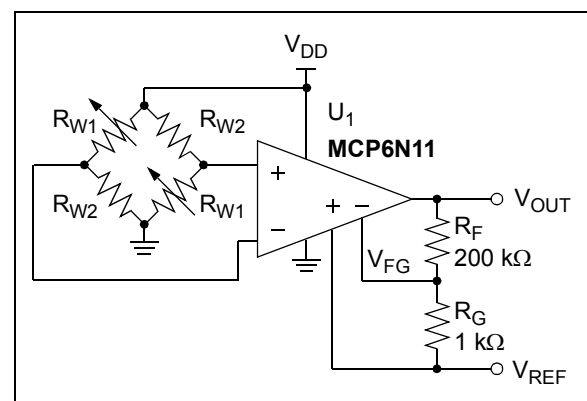 V_DD
R_W1
R_W2
U_1
MCP6N11
R_W2
R_W1
+
−
+ −
V_FG
V_OUT
R_F
200 kΩ
R_G
1 kΩ
V_REF